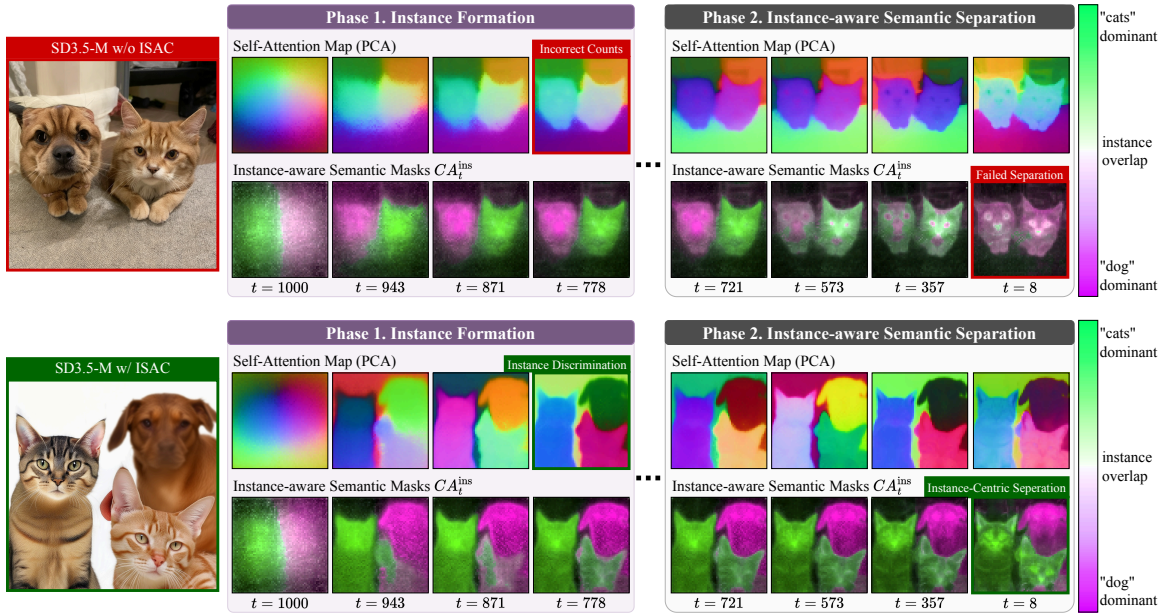 SD3.5-M w/o ISAC
Phase 1. Instance Formation
Self-Attention Map (PCA)
Incorrect Counts
Instance-aware Semantic Masks CA_t^ins
t = 1000
t = 943
t = 871
t = 778
...
Phase 2. Instance-aware Semantic Separation
Self-Attention Map (PCA)
Instance-aware Semantic Masks CA_t^ins
Failed Separation
t = 721
t = 573
t = 357
t = 8
"cats"
dominant
instance
overlap
"dog"
dominant
SD3.5-M w/ ISAC
Phase 1. Instance Formation
Self-Attention Map (PCA)
Instance Discrimination
Instance-aware Semantic Masks CA_t^ins
t = 1000
t = 943
t = 871
t = 778
...
Phase 2. Instance-aware Semantic Separation
Self-Attention Map (PCA)
Instance-aware Semantic Masks CA_t^ins
Instance-Centric Seperation
t = 721
t = 573
t = 357
t = 8
"cats"
dominant
instance
overlap
"dog"
dominant